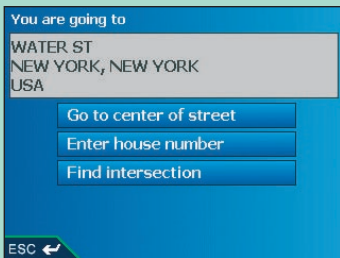 You are going to
WATER ST
NEW YORK, NEW YORK
USA
Go to center of street
Enter house number
Find intersection
ESC